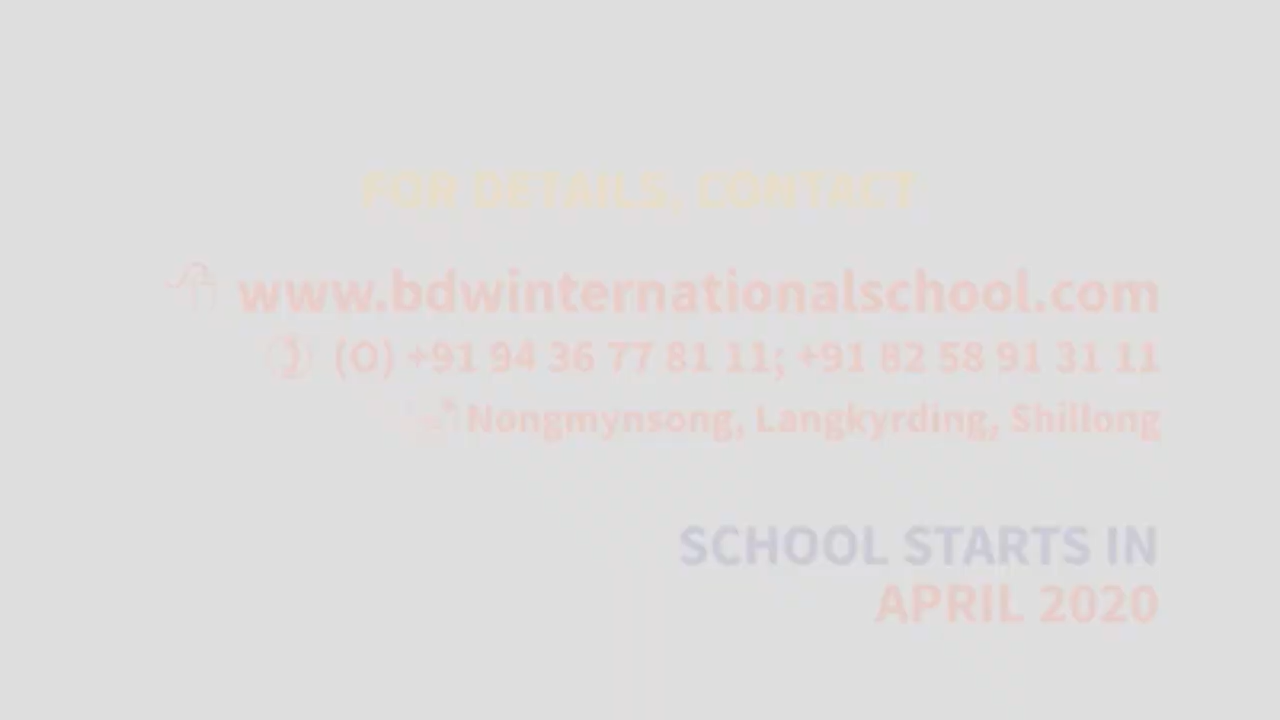 FOR DETAILS, CONTACT
www.bdwinternationalschool.com
(O) +91 94 36 77 81 11; +91 82 58 91 31 11
Nongmynsong, Langkyrding, Shillong
SCHOOL STARTS IN
APRIL 2020